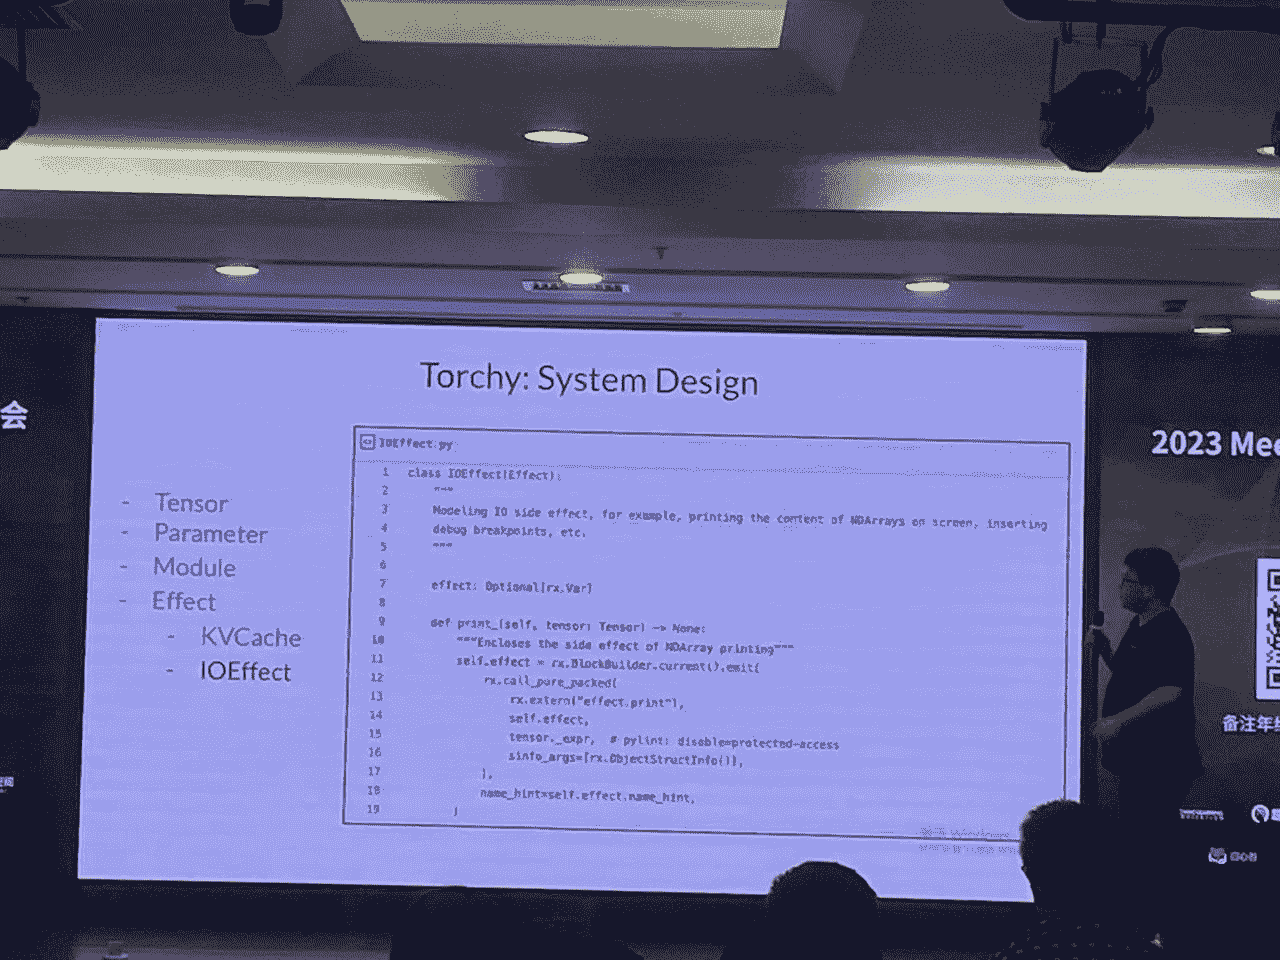 Torchy: System Design
- Tensor
- Parameter
- Module
- Effect
- KVCache
- IOEffect
IOEffect.py
1 class IOEffect(Effect):
2 """
3 Modeling IO side effect, for example, printing the content of NDArrays on screen, inserting
4 debug breakpoints, etc.
5 """
6
7 effect: Optional[rx.Var]
8
9 def print_(self, tensor: Tensor) -> None:
10 """Encloses the side effect of NDArray printing"""
11 self.effect = rx.BlockBuilder.current().emit(
12 rx.call_pure_packed(
13 rx.extern("effect.print"),
14 self.effect,
15 tensor._expr, # pylint: disable=protected-access
16 sinfo_args=[rx.ObjectStructInfo()],
17 ),
18 name_hint=self.effect.name_hint,
19 )
会
2023 Mee
备注年